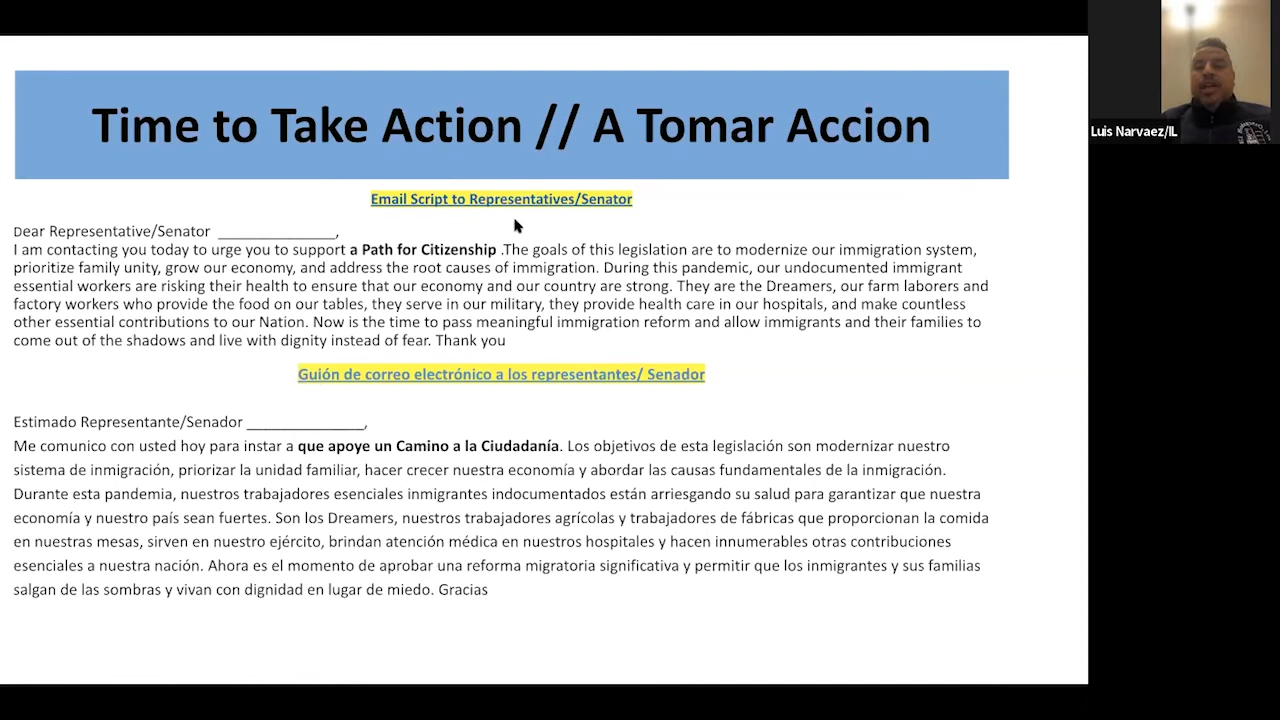 Time to Take Action // A Tomar Accion
Luis Narvaez/IL
Email Script to Representatives/Senator
Dear Representative/Senator ______________,
I am contacting you today to urge you to support a Path for Citizenship .The goals of this legislation are to modernize our immigration system,
prioritize family unity, grow our economy, and address the root causes of immigration. During this pandemic, our undocumented immigrant
essential workers are risking their health to ensure that our economy and our country are strong. They are the Dreamers, our farm laborers and
factory workers who provide the food on our tables, they serve in our military, they provide health care in our hospitals, and make countless
other essential contributions to our Nation. Now is the time to pass meaningful immigration reform and allow immigrants and their families to
come out of the shadows and live with dignity instead of fear. Thank you
Guión de correo electrónico a los representantes/ Senador
Estimado Representante/Senador ______________,
Me comunico con usted hoy para instar a que apoye un Camino a la Ciudadanía. Los objetivos de esta legislación son modernizar nuestro
sistema de inmigración, priorizar la unidad familiar, hacer crecer nuestra economía y abordar las causas fundamentales de la inmigración.
Durante esta pandemia, nuestros trabajadores esenciales inmigrantes indocumentados están arriesgando su salud para garantizar que nuestra
economía y nuestro país sean fuertes. Son los Dreamers, nuestros trabajadores agrícolas y trabajadores de fábricas que proporcionan la comida
en nuestras mesas, sirven en nuestro ejército, brindan atención médica en nuestros hospitales y hacen innumerables otras contribuciones
esenciales a nuestra nación. Ahora es el momento de aprobar una reforma migratoria significativa y permitir que los inmigrantes y sus familias
salgan de las sombras y vivan con dignidad en lugar de miedo. Gracias